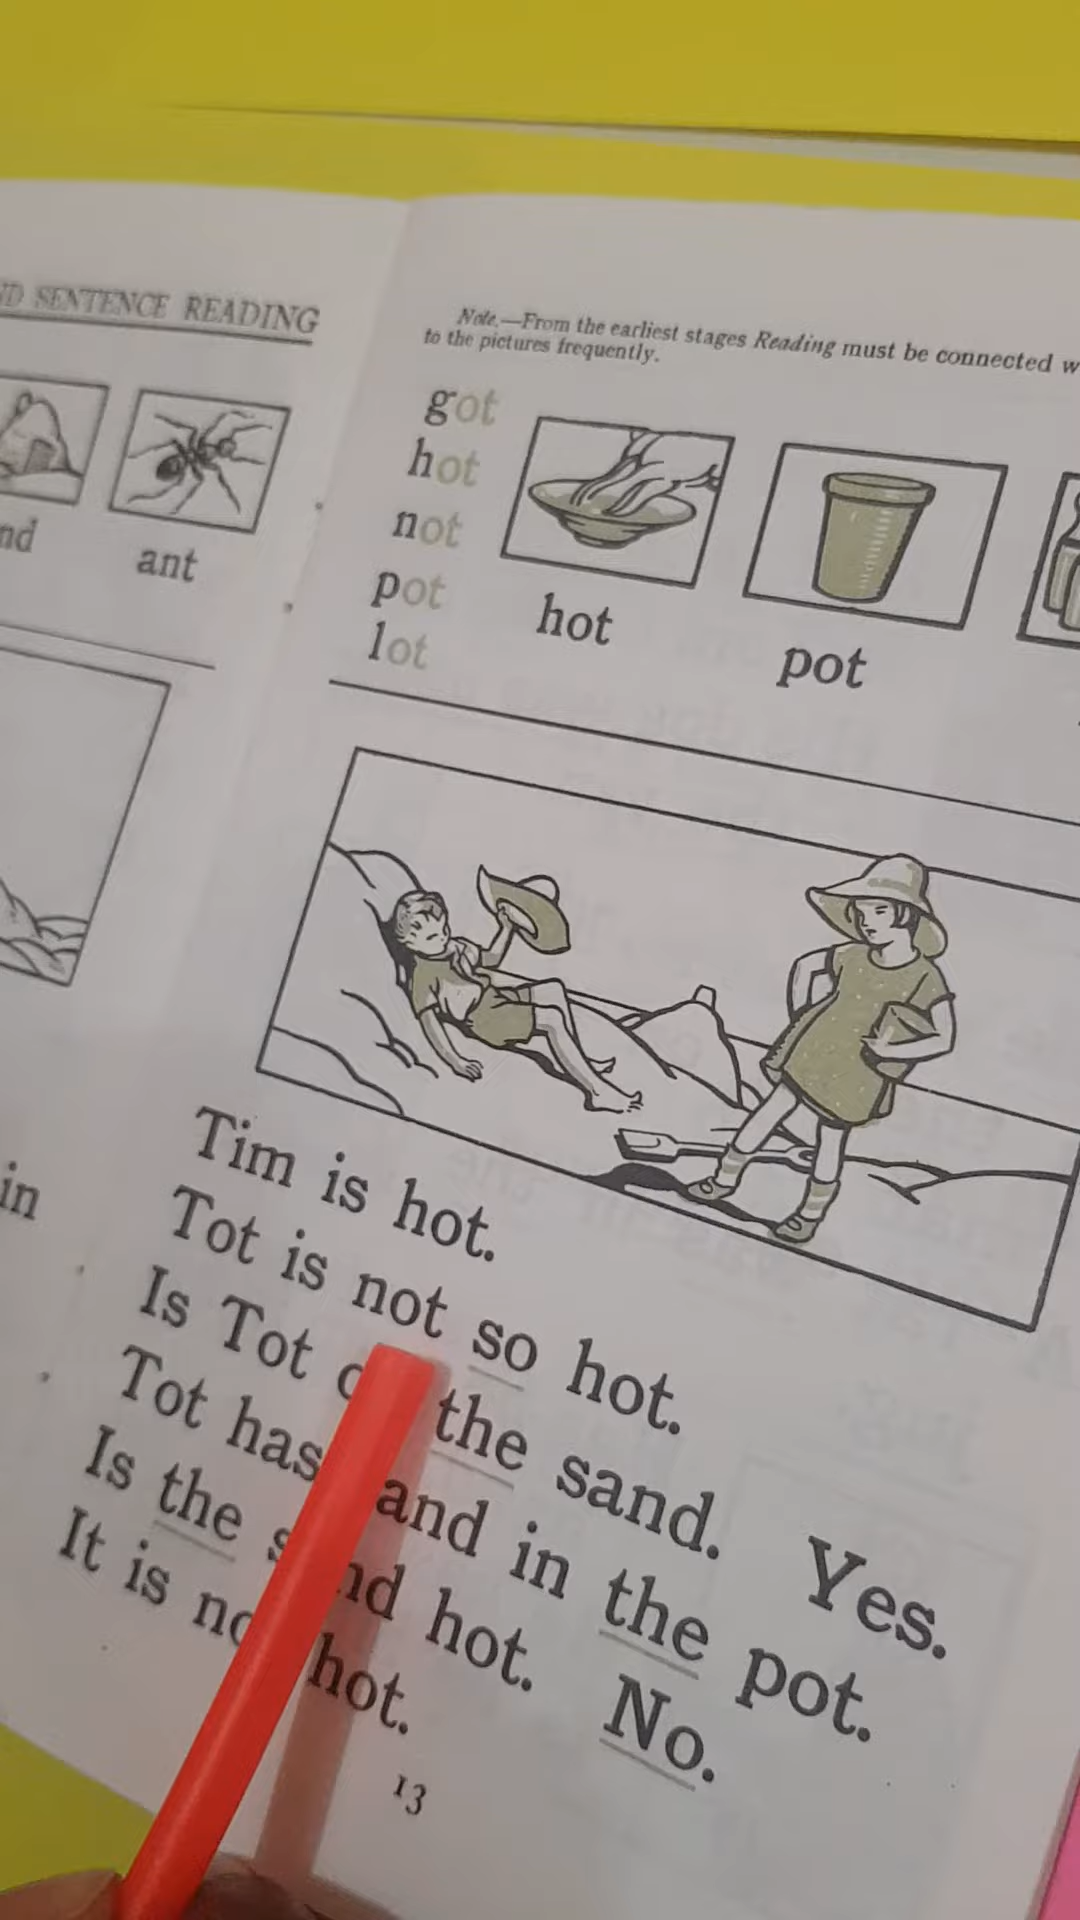 SENTENCE READING
ant
Note.—From the earliest stages Reading must be connected
to the pictures frequently.
got
hot
not
pot
lot
hot
pot
in
Tim is hot.
Tot is not so hot.
Is Tot the sand. Yes.
Tot has and in the pot.
Is the hot. No.
It is hot.
13